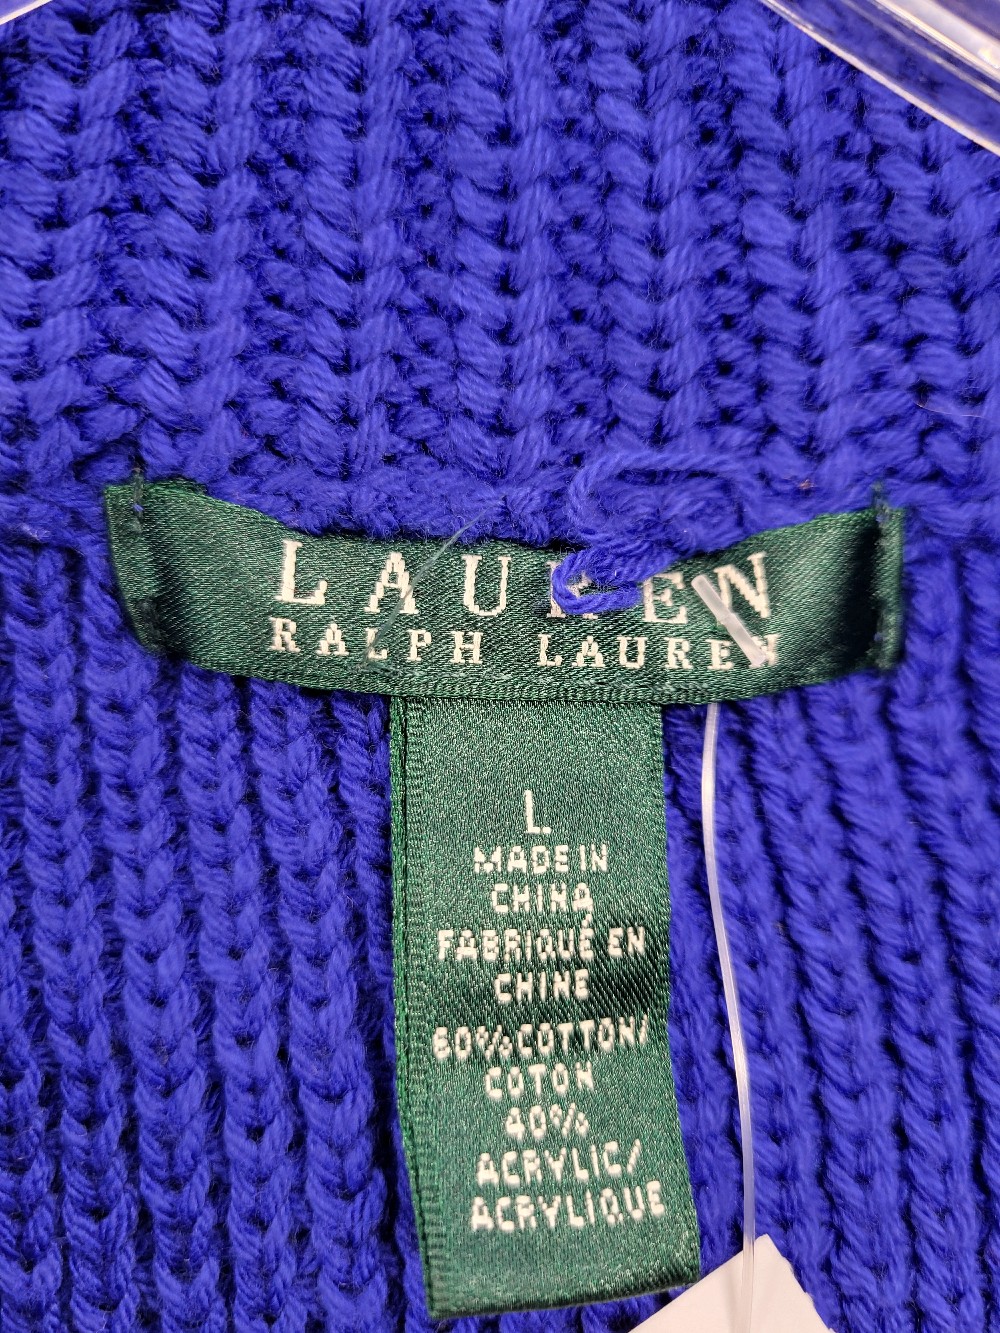 LAUREN
RALPH LAUREN
L
MADE IN
CHINA
FABRIQUÉ EN
CHINE
60% COTTON/
COTON
40%
ACRYLIC/
ACRYLIQUE